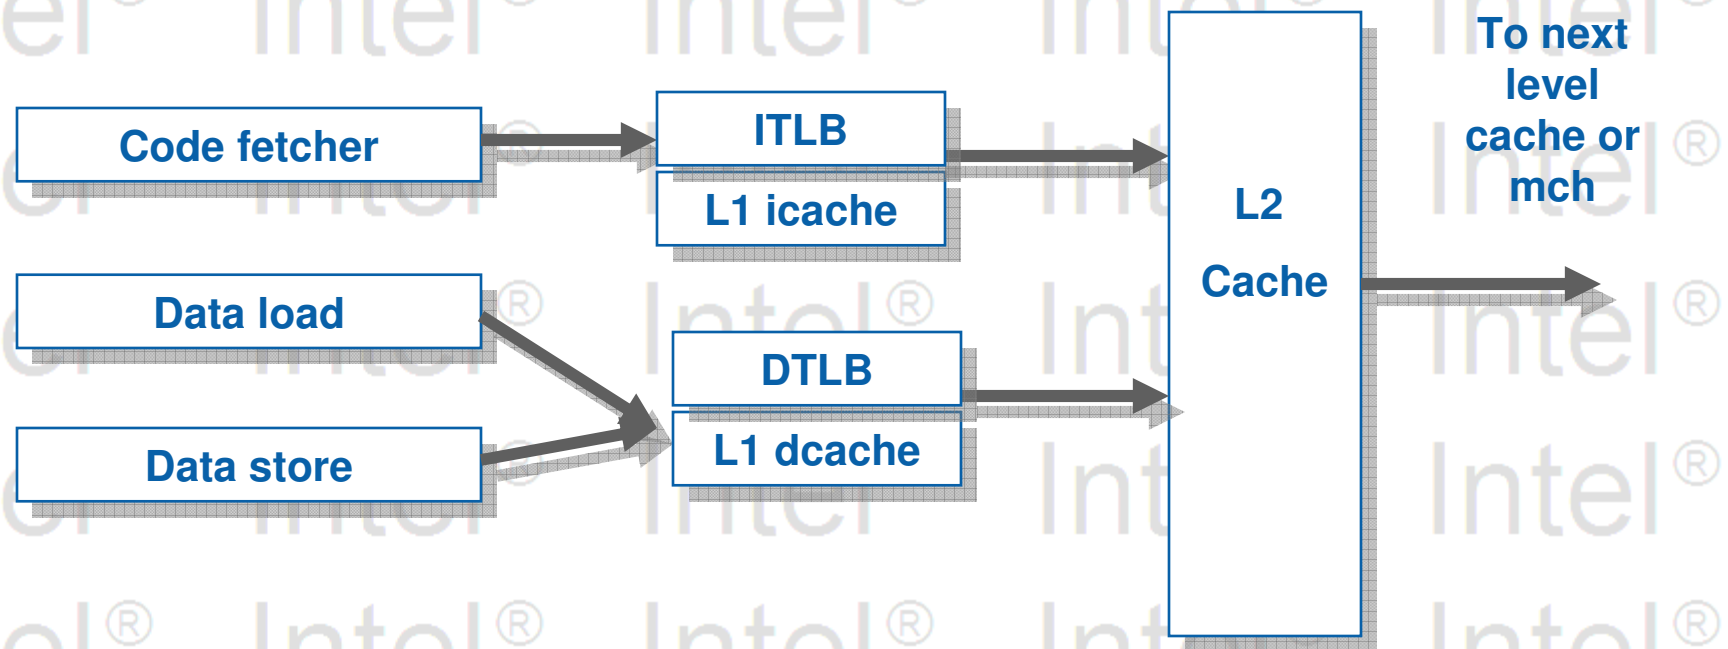 Code fetcher
Data load
Data store
ITLB
L1 icache
DTLB
L1 dcache
L2
Cache
To next
level
cache or
mch
Intel®